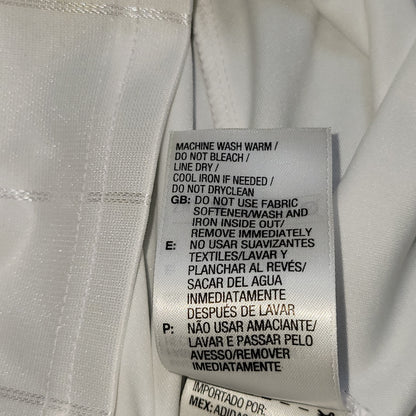 MACHINE WASH WARM /
DO NOT BLEACH /
LINE DRY /
COOL IRON IF NEEDED /
DO NOT DRYCLEAN
GB: DO NOT USE FABRIC
SOFTENER/WASH AND
IRON INSIDE OUT/
REMOVE IMMEDIATELY
E: NO USAR SUAVIZANTES
TEXTILES/LAVAR Y
PLANCHAR AL REVÉS/
SACAR DEL AGUA
INMEDIATAMENTE
DESPUÉS DE LAVAR
P: NÃO USAR AMACIANTE/
LAVAR E PASSAR PELO
AVESSO/REMOVER
IMEDIATAMENTE
IMPORTADO POR:
MEX: ADIDAS